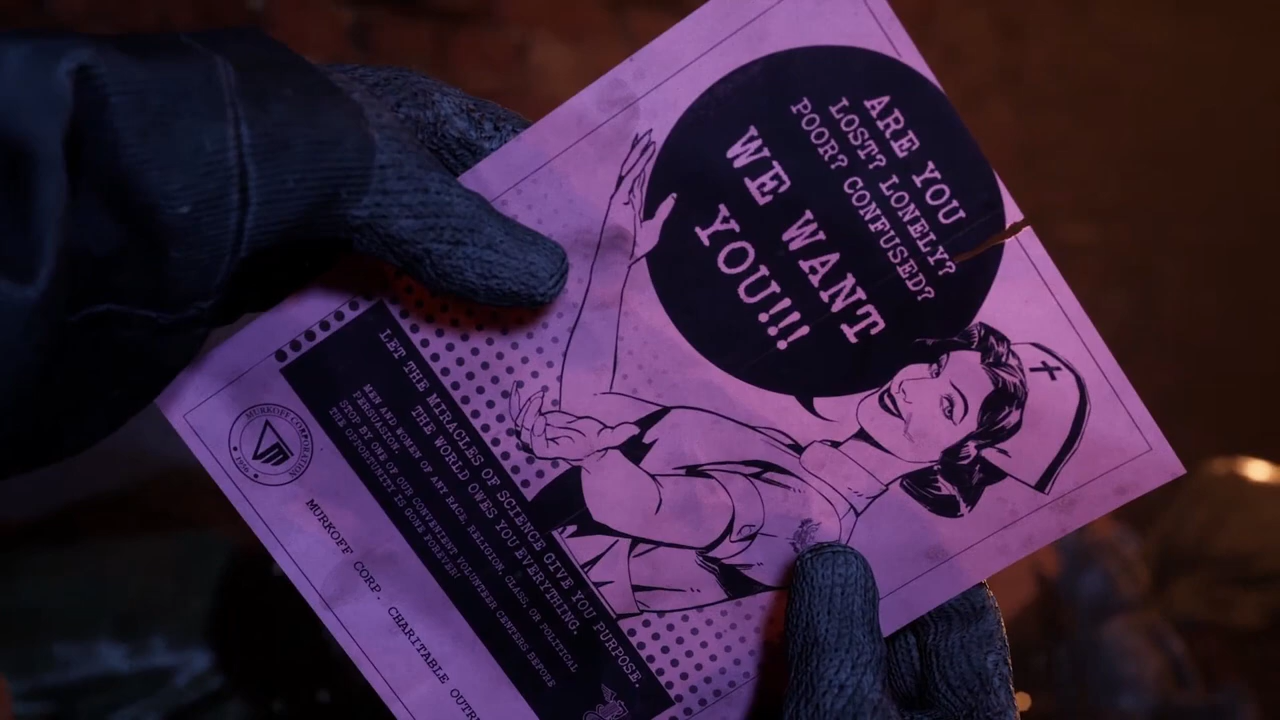 ARE YOU
LOST? LONELY?
POOR? CONFUSED?
WE WANT
YOU!!!
LET THE MIRACLES OF SCIENCE GIVE YOU PURPOSE.
THE WORLD OWES YOU EVERYTHING.
MEN AND WOMEN OF ANY RACE, RELIGION, CLASS, OR POLITICAL
PERSUASION,
STOP BY ONE OF OUR CONVENIENT VOLUNTEER CENTERS BEFORE
THE OPPORTUNITY IS GONE FOREVER!
MURKOFF CORPORATION
1956
MURKOFF CORP. CHARITABLE